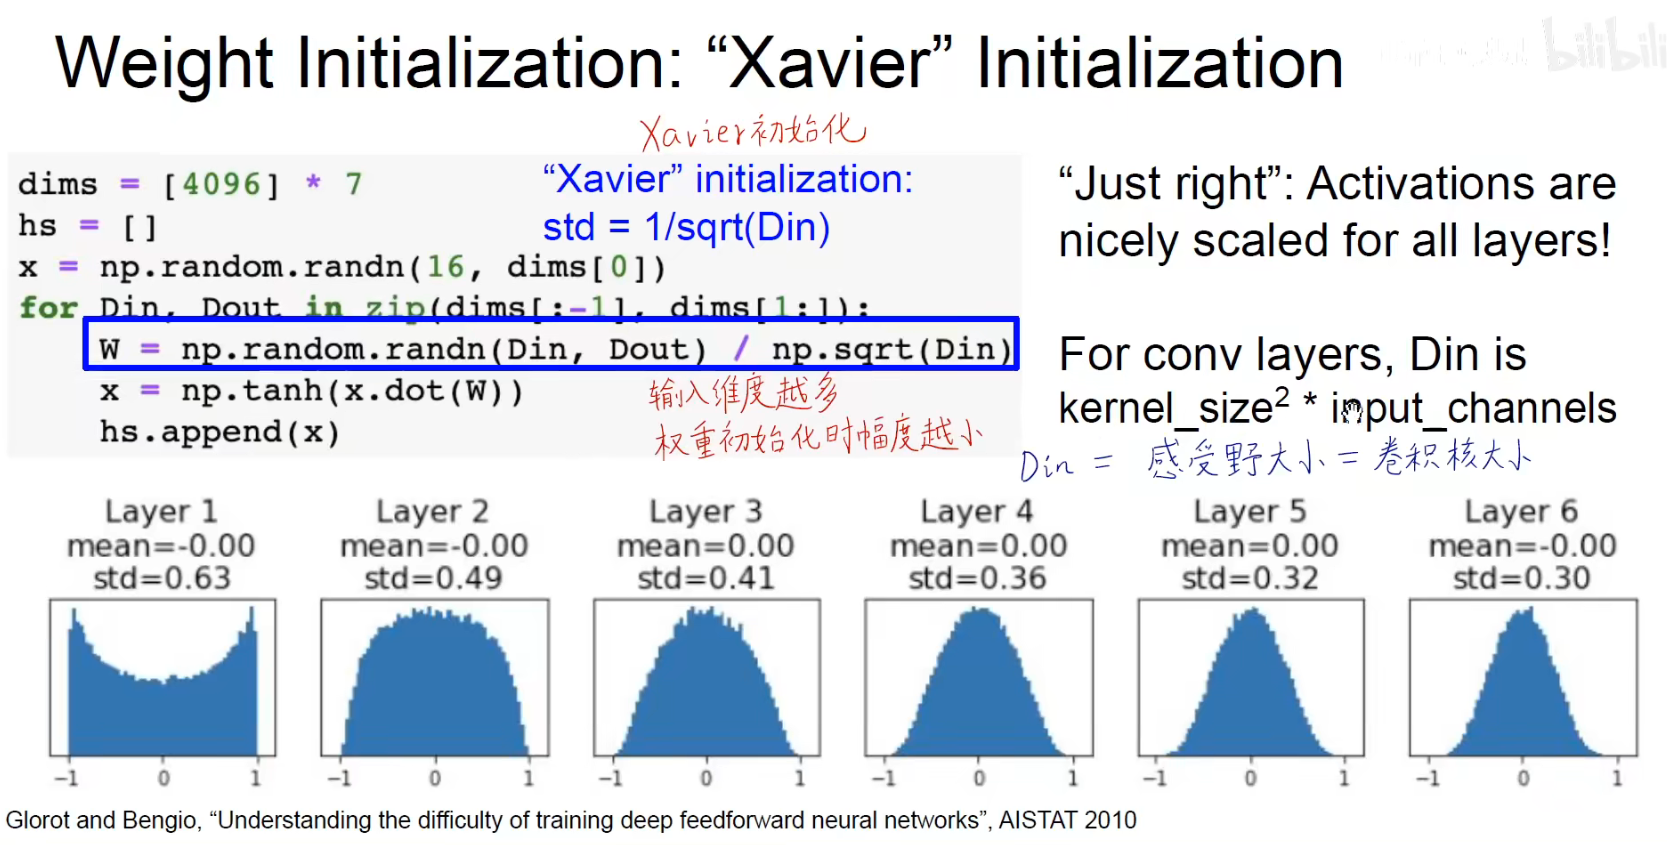 Weight Initialization: “Xavier” Initialization
bilibili
Xavier初始化
dims = [4096] * 7
hs = []
x = np.random.randn(16, dims[0])
for Din, Dout in zip(dims[:-1], dims[1:]):
W = np.random.randn(Din, Dout) / np.sqrt(Din)
x = np.tanh(x.dot(W))
hs.append(x)
“Xavier” initialization:
std = 1/sqrt(Din)
输入维度越多
权重初始化时幅度越小
“Just right”: Activations are
nicely scaled for all layers!
For conv layers, Din is
kernel_size² * input_channels
Din = 感受野大小 = 卷积核大小
Layer 1
mean=-0.00
std=0.63
-1 0 1
Layer 2
mean=-0.00
std=0.49
-1 0 1
Layer 3
mean=0.00
std=0.41
-1 0 1
Layer 4
mean=0.00
std=0.36
-1 0 1
Layer 5
mean=0.00
std=0.32
-1 0 1
Layer 6
mean=-0.00
std=0.30
-1 0 1
Glorot and Bengio, “Understanding the difficulty of training deep feedforward neural networks”, AISTAT 2010